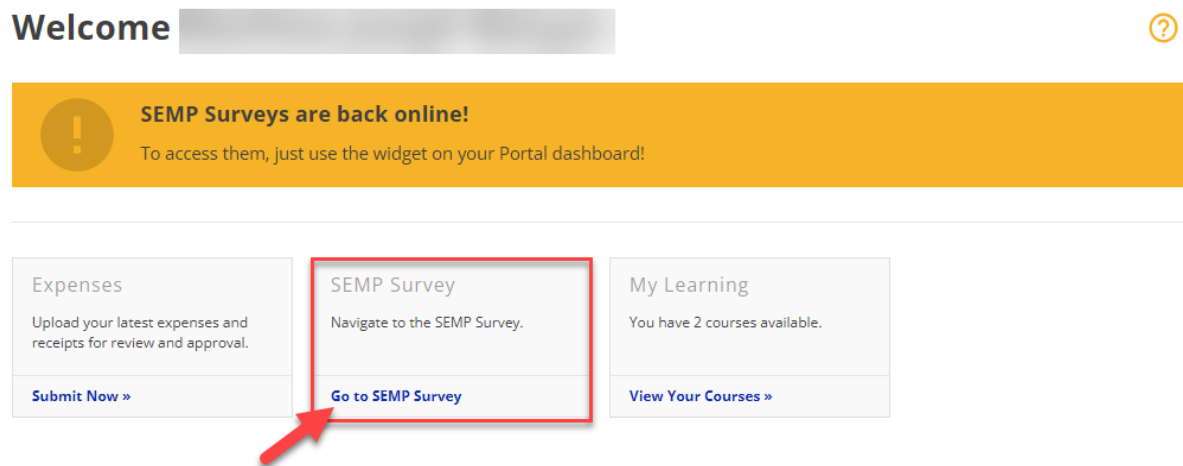 Welcome
SEMP Surveys are back online!
To access them, just use the widget on your Portal dashboard!
Expenses
Upload your latest expenses and
receipts for review and approval.
Submit Now »
SEMP Survey
Navigate to the SEMP Survey.
Go to SEMP Survey
My Learning
You have 2 courses available.
View Your Courses »